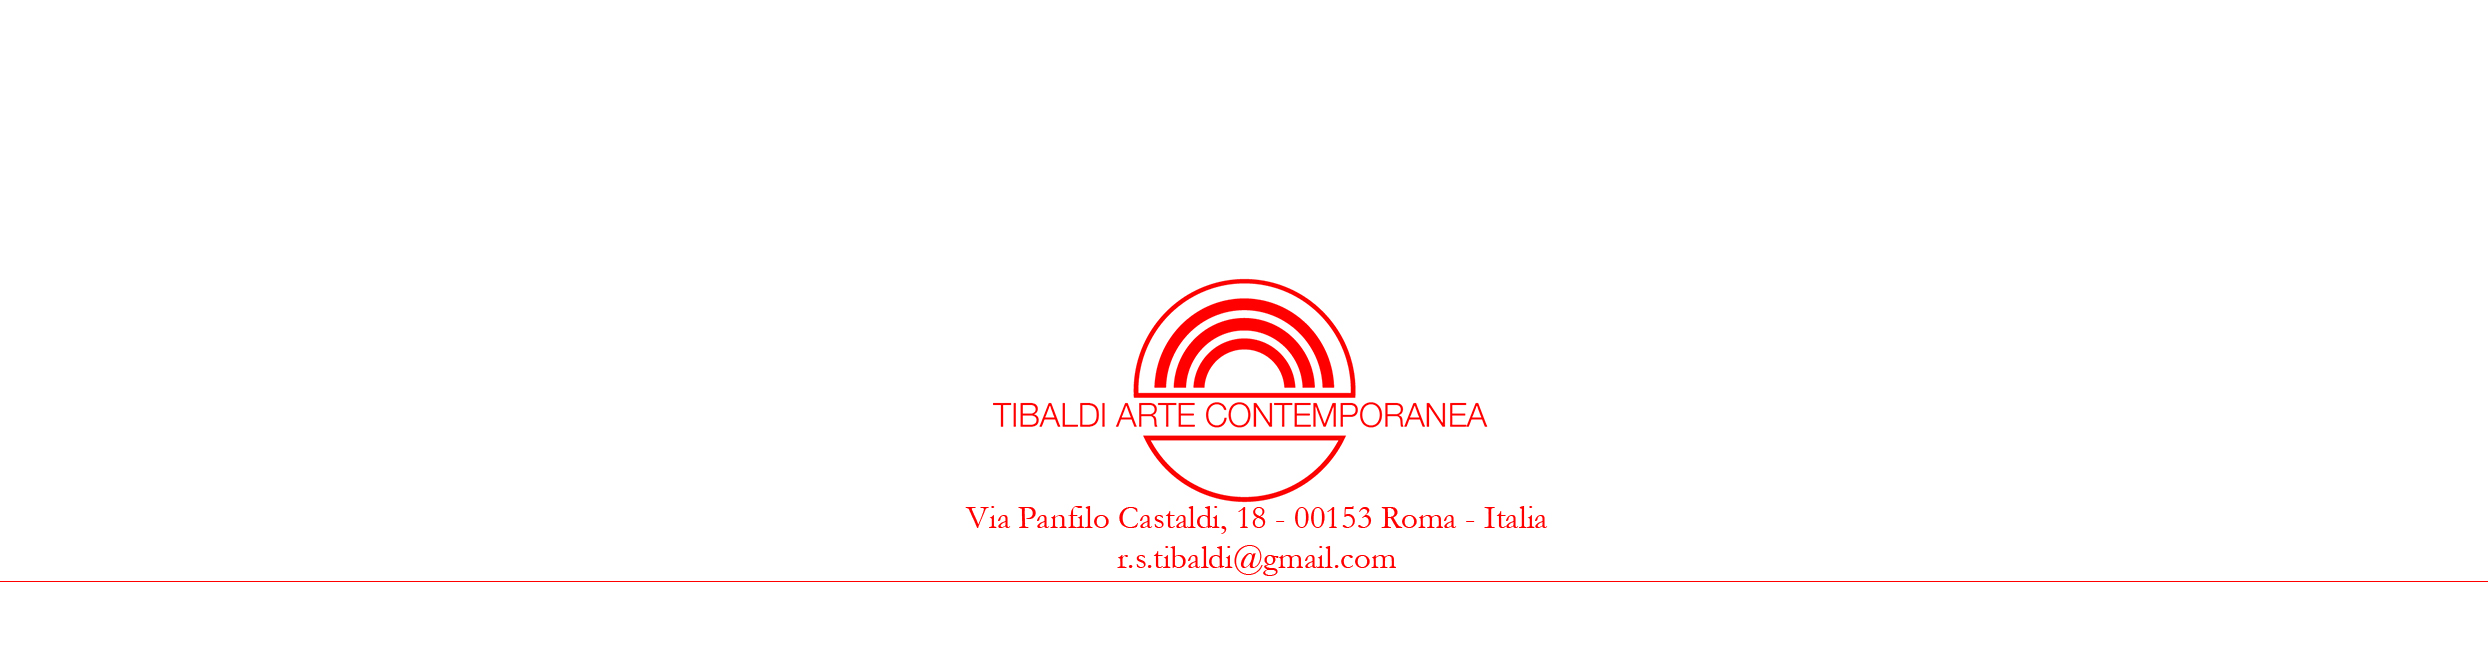 TIBALDI ARTE CONTEMPORANEA
Via Panfilo Castaldi, 18 - 00153 Roma - Italia
r.s.tibaldi@gmail.com